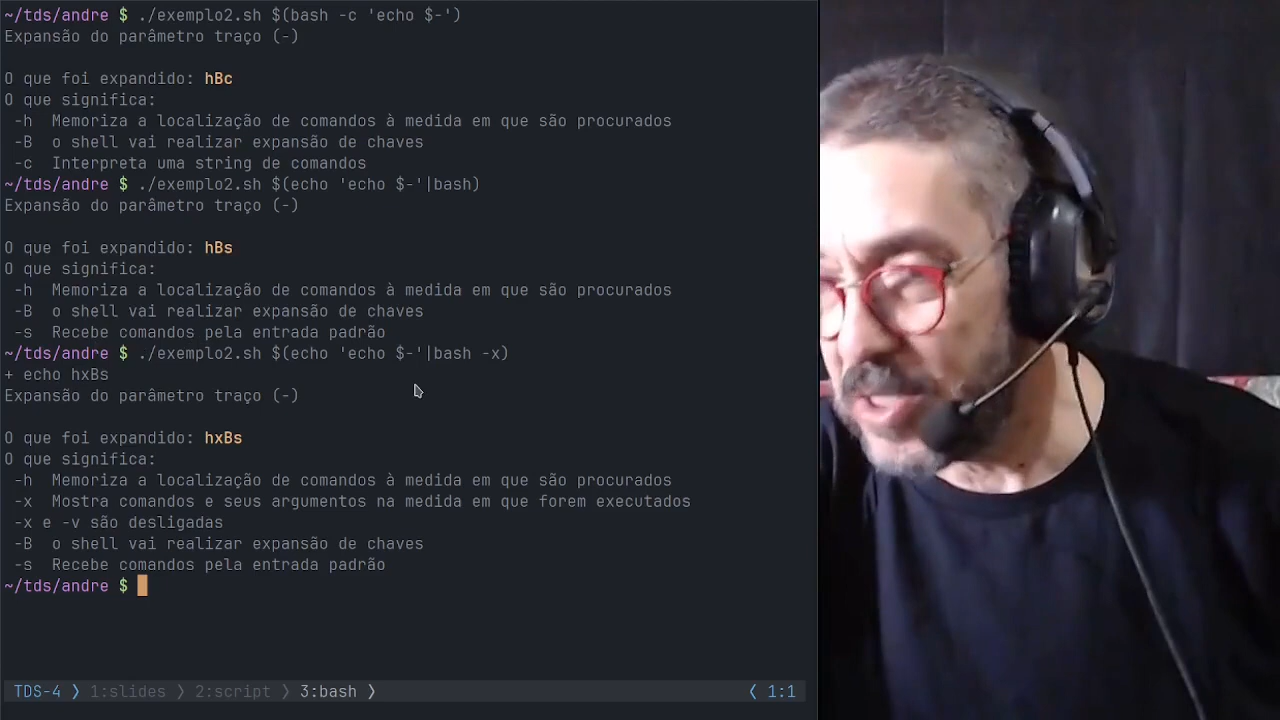 ~/tds/andre $ ./exemplo2.sh $(bash -c 'echo $-')
Expansão do parâmetro traço (-)
O que foi expandido: hBc
O que significa:
-h  Memoriza a localização de comandos à medida em que são procurados
-B  o shell vai realizar expansão de chaves
-c  Interpreta uma string de comandos
~/tds/andre $ ./exemplo2.sh $(echo 'echo $-'|bash)
Expansão do parâmetro traço (-)
O que foi expandido: hBs
O que significa:
-h  Memoriza a localização de comandos à medida em que são procurados
-B  o shell vai realizar expansão de chaves
-s  Recebe comandos pela entrada padrão
~/tds/andre $ ./exemplo2.sh $(echo 'echo $-'|bash -x)
+ echo hxBs
Expansão do parâmetro traço (-)
O que foi expandido: hxBs
O que significa:
-h  Memoriza a localização de comandos à medida em que são procurados
-x  Mostra comandos e seus argumentos na medida em que forem executados
-x e -v são desligadas
-B  o shell vai realizar expansão de chaves
-s  Recebe comandos pela entrada padrão
~/tds/andre $
TDS-4 ❯ 1:slides ❯ 2:script ❯ 3:bash ❯ ❮ 1:1